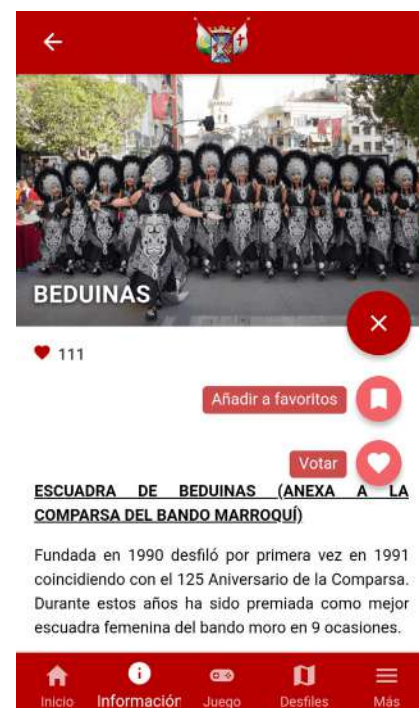 BEDUINAS
111
Añadir a favoritos
Votar
ESCUADRA DE BEDUINAS (ANEXA A LA
COMPARSA DEL BANDO MARROQUÍ)
Fundada en 1990 desfiló por primera vez en 1991
coincidiendo con el 125 Aniversario de la Comparsa.
Durante estos años ha sido premiada como mejor
escuadra femenina del bando moro en 9 ocasiones.
Inicio Información Juego Desfiles Más